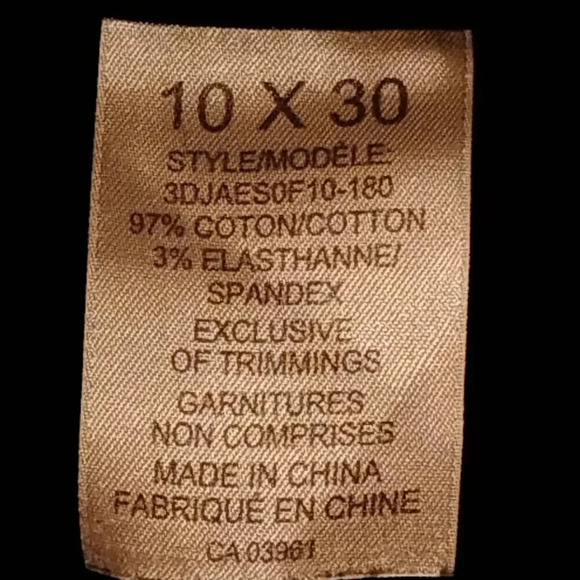 10 X 30
STYLE/MODÈLE:
3DJAES0F10-180
97% COTON/COTTON
3% ELASTHANNE/
SPANDEX
EXCLUSIVE
OF TRIMMINGS
GARNITURES
NON COMPRISES
MADE IN CHINA
FABRIQUÉ EN CHINE
CA 03961